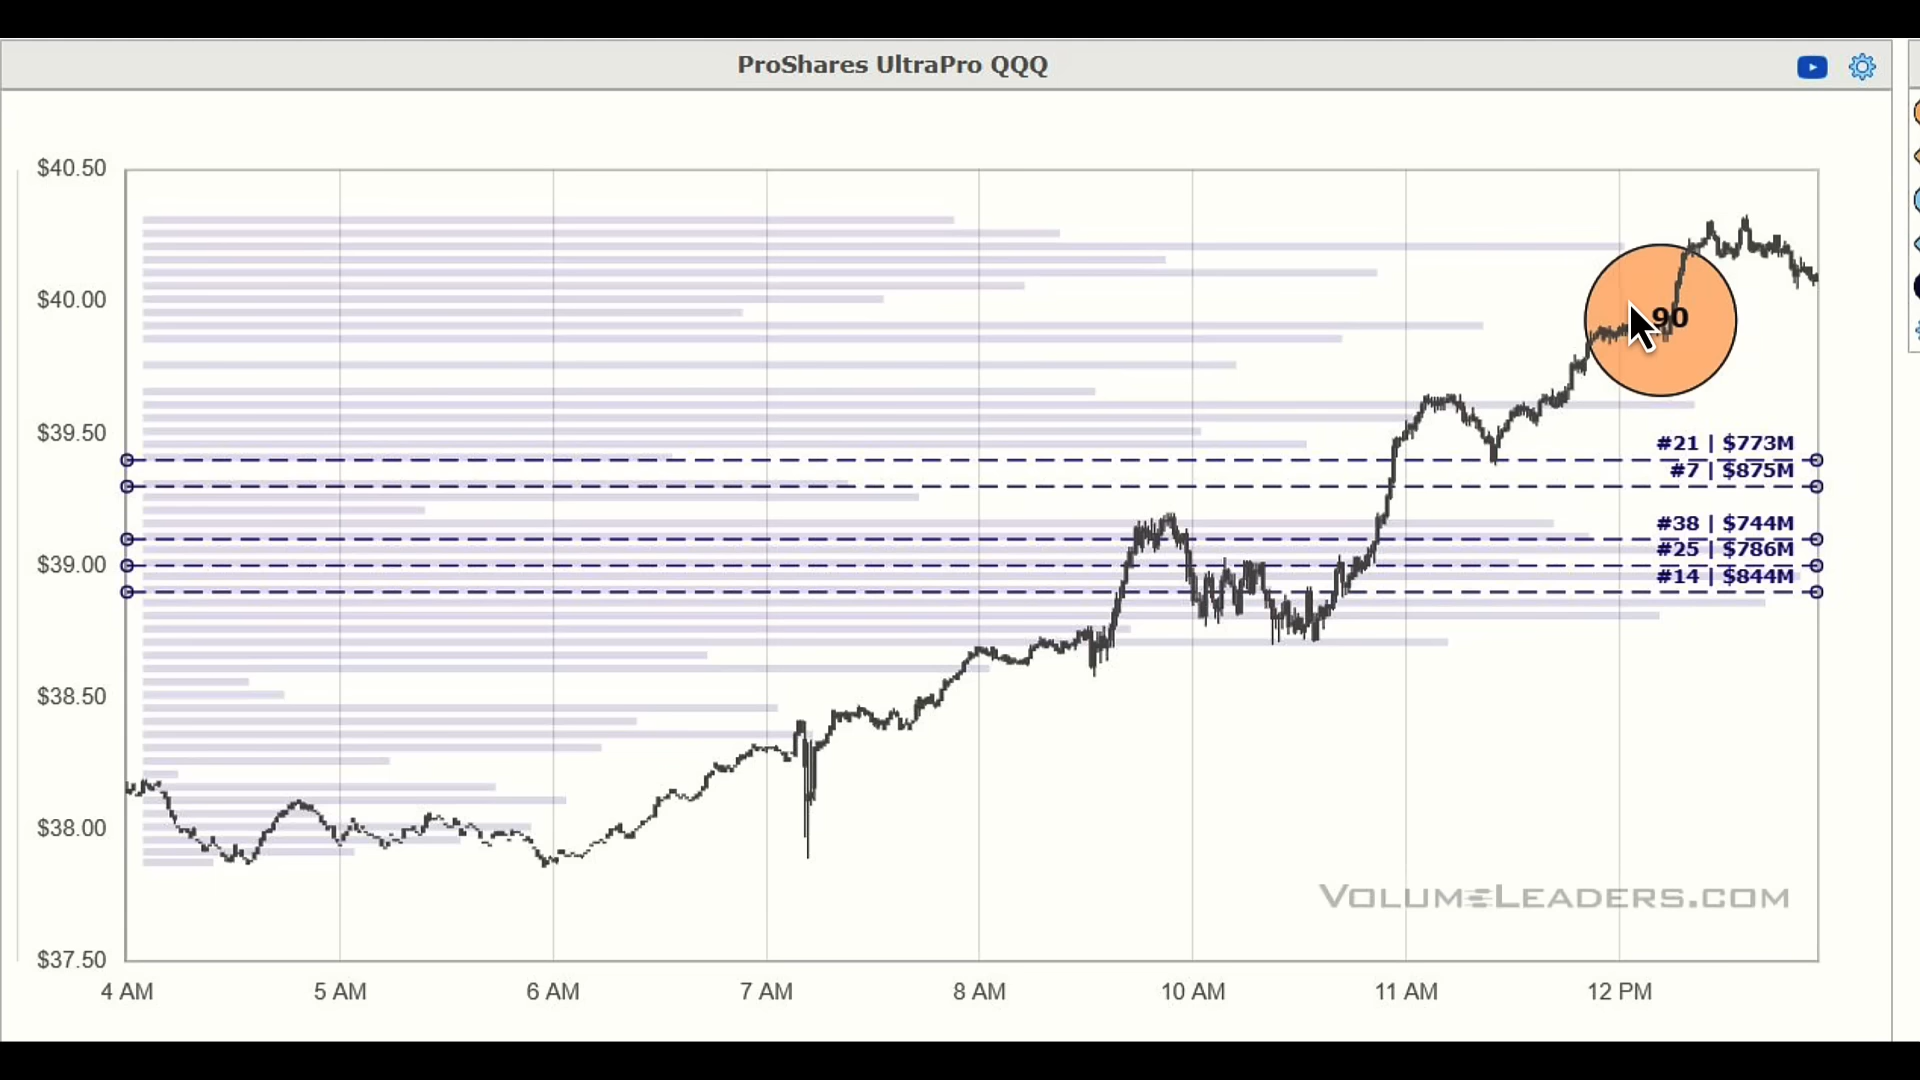 ProShares UltraPro QQQ
$40.50
$40.00
90
$39.50
#21 | $773M
#7 | $875M
#38 | $744M
#25 | $786M
$39.00
#14 | $844M
$38.50
$38.00
VOLUMELEADERS.COM
$37.50
4 AM 5 AM 6 AM 7 AM 8 AM 10 AM 11 AM 12 PM